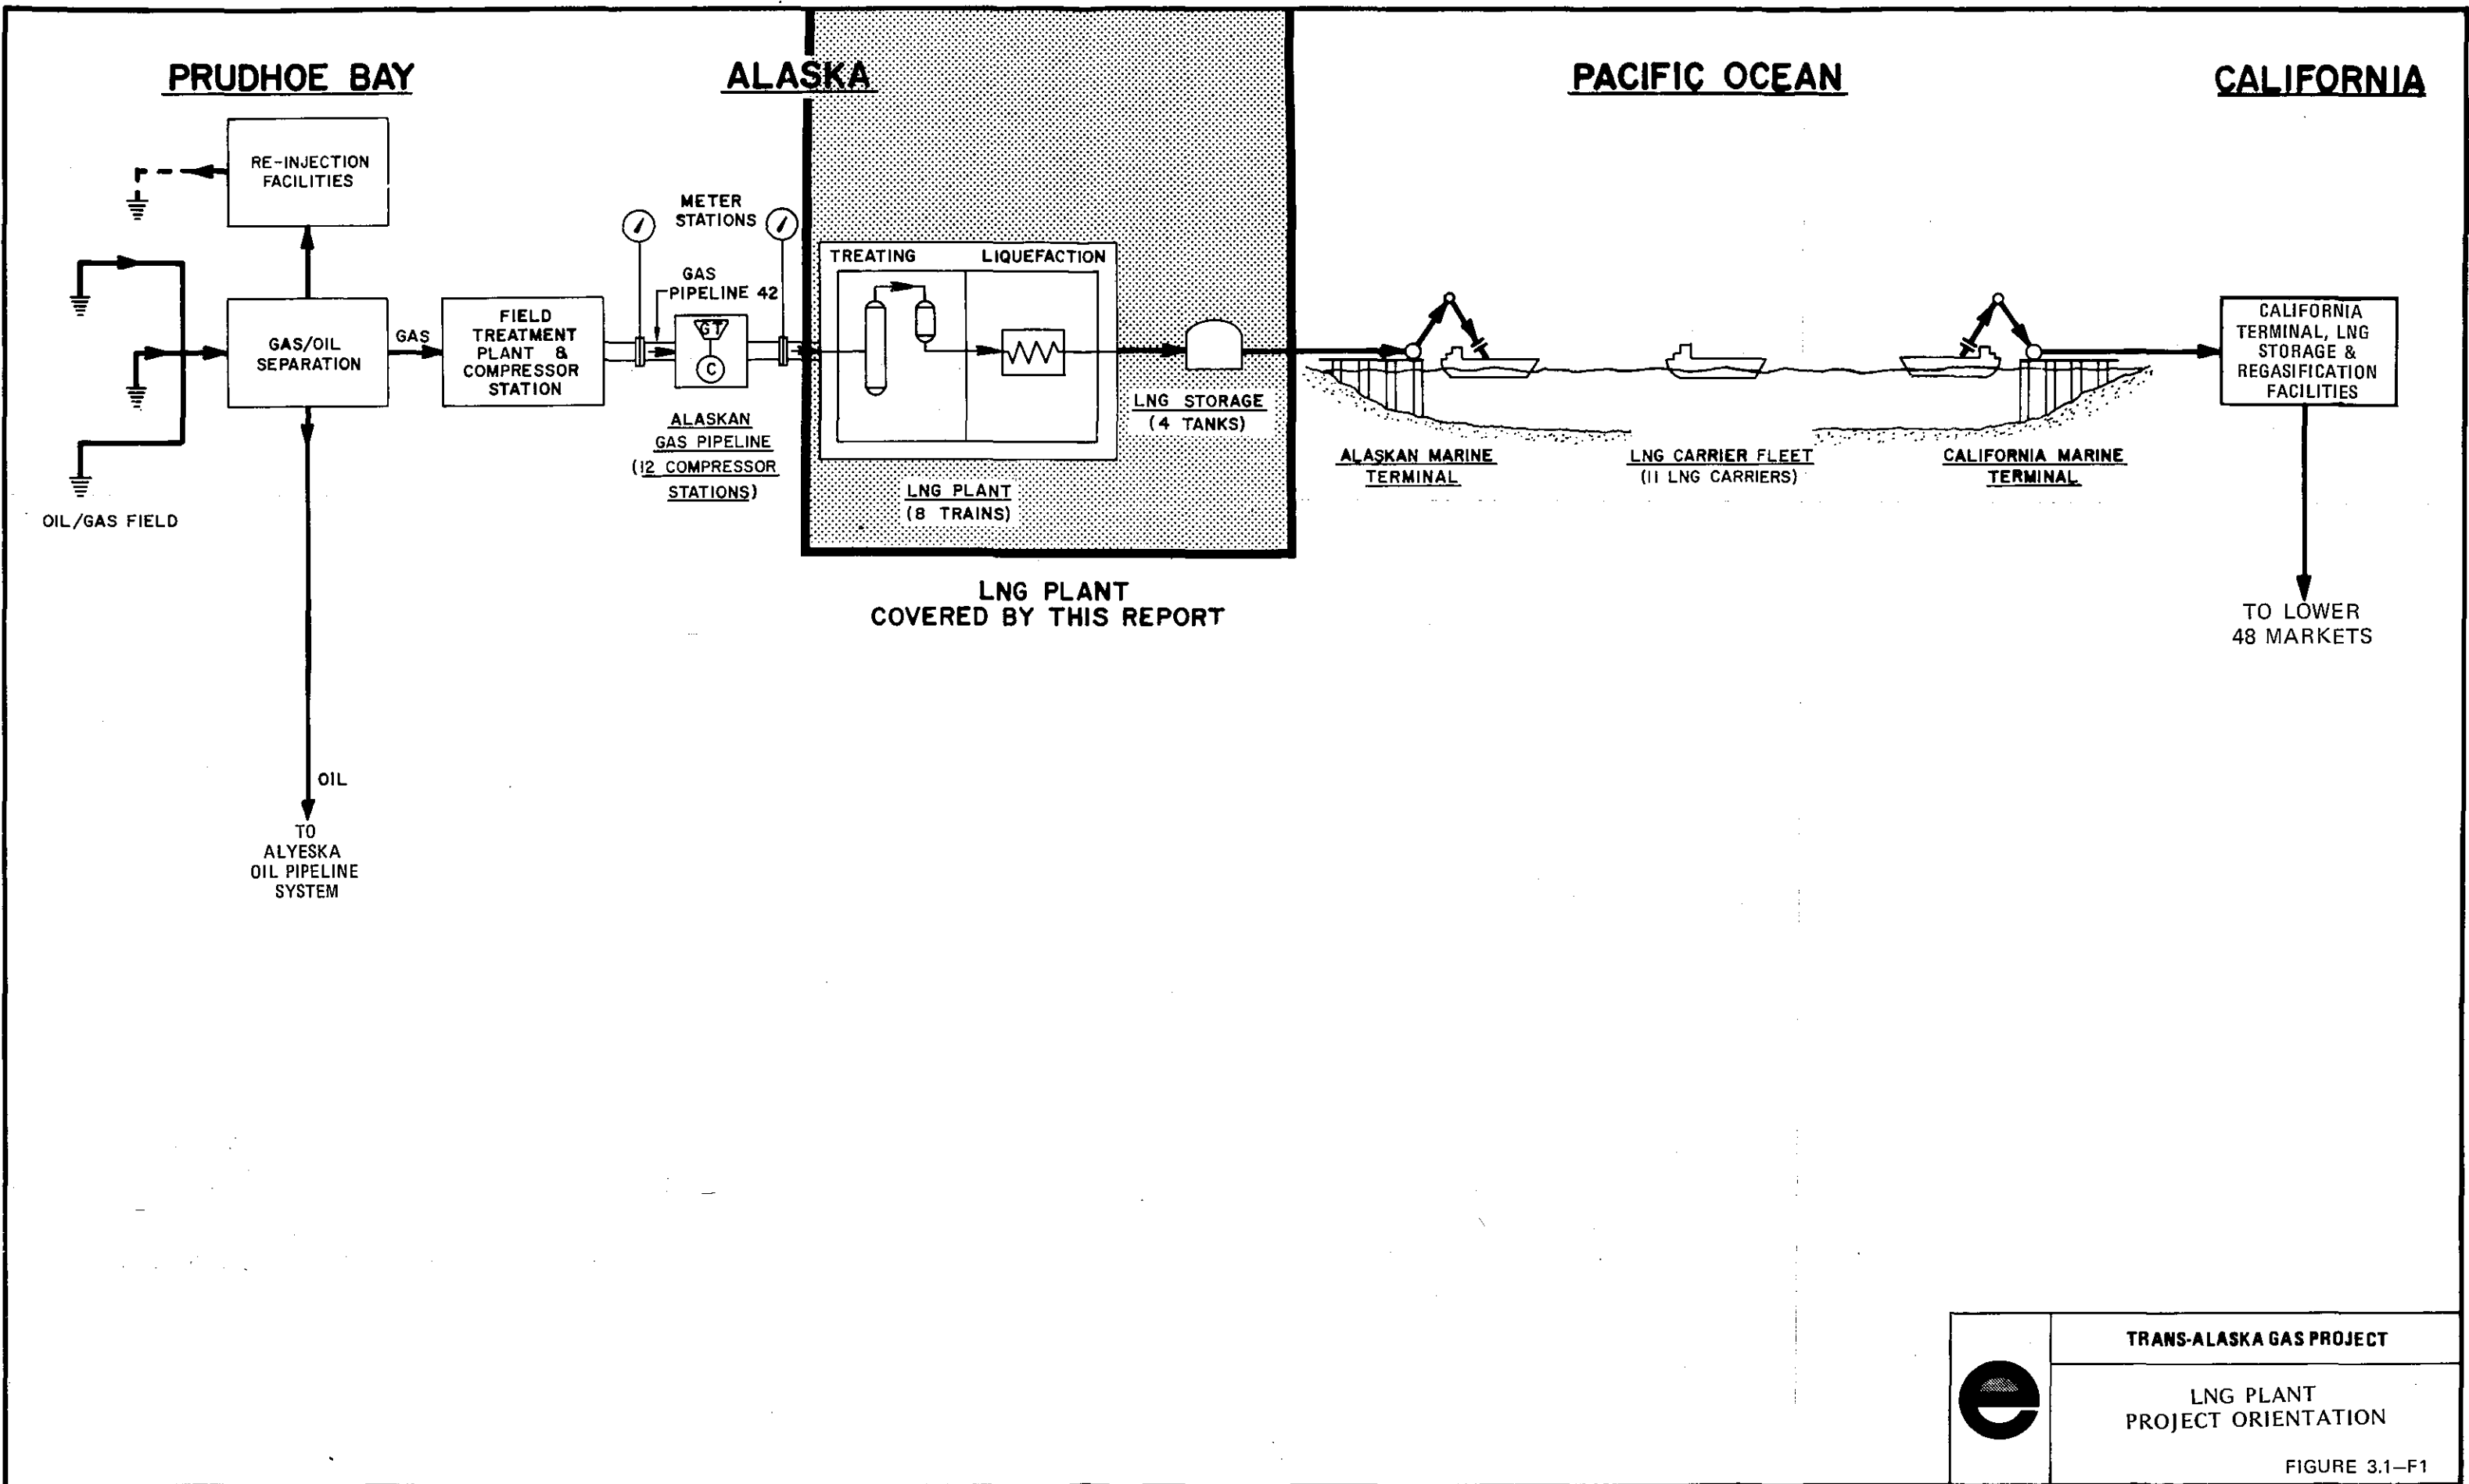 PRUDHOE BAY
ALASKA
PACIFIC OCEAN
CALIFORNIA
RE-INJECTION
FACILITIES
METER
STATIONS
GAS
PIPELINE 42
TREATING
LIQUEFACTION
GAS/OIL
SEPARATION
GAS
FIELD
TREATMENT
PLANT &
COMPRESSOR
STATION
GT
C
ALASKAN
GAS PIPELINE
(12 COMPRESSOR
STATIONS)
LNG PLANT
(8 TRAINS)
LNG STORAGE
(4 TANKS)
ALASKAN MARINE
TERMINAL
LNG CARRIER FLEET
(11 LNG CARRIERS)
CALIFORNIA MARINE
TERMINAL
CALIFORNIA
TERMINAL, LNG
STORAGE &
REGASIFICATION
FACILITIES
OIL/GAS FIELD
LNG PLANT
COVERED BY THIS REPORT
TO LOWER
48 MARKETS
OIL
TO
ALYESKA
OIL PIPELINE
SYSTEM
e
TRANS-ALASKA GAS PROJECT
LNG PLANT
PROJECT ORIENTATION
FIGURE 3.1-F1